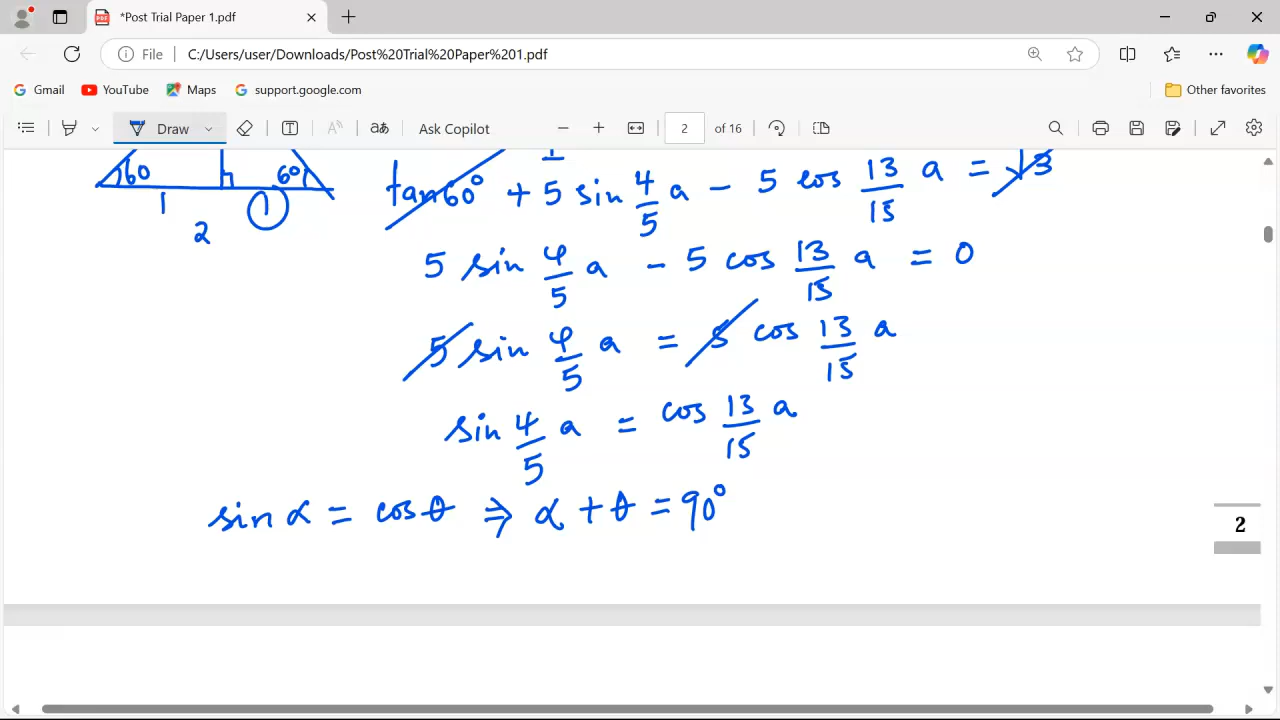 *Post Trial Paper 1.pdf
File C:/Users/user/Downloads/Post%20Trial%20Paper%201.pdf
Gmail YouTube Maps support.google.com Other favorites
Draw Ask Copilot 2 of 16
60 60
1 1
2
tan60° + 5 sin 4/5 a - 5 cos 13/15 a = √3
5 sin 4/5 a - 5 cos 13/15 a = 0
5 sin 4/5 a = 5 cos 13/15 a
sin 4/5 a = cos 13/15 a
sin α = cos θ ⇒ α + θ = 90°
2